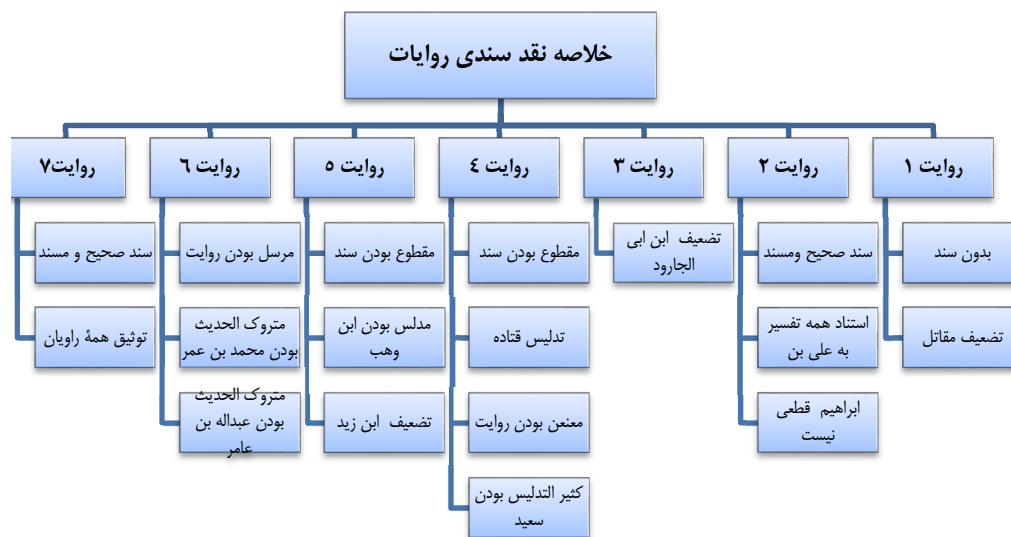 خلاصه نقد سندی روایات
روایت ۱
بدون سند
تضعیف مقاتل
روایت ۲
سند صحیح ومسند
استناد همه تفسیر
به علی بن
ابراهیم قطعی
نیست
روایت ۳
تضعیف ابن ابی
الجارود
روایت ٤
مقطوع بودن سند
تدلیس قتاده
معنعن بودن روایت
کثیر التدلیس بودن
سعید
روایت ٥
مقطوع بودن سند
مدلس بودن ابن
وهب
تضعیف ابن زید
روایت ٦
مرسل بودن روایت
متروک الحدیث
بودن محمد بن عمر
متروک الحدیث
بودن عبداله بن
عامر
روایت۷
سند صحیح و مسند
توثیق همۀ راویان